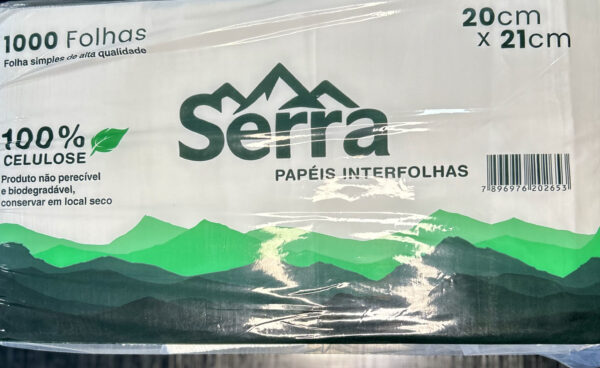 1000 Folhas
Folha simples de alta qualidade
20cm
x 21cm
Serra
PAPÉIS INTERFOLHAS
100%
CELULOSE
Produto não perecível
e biodegradável,
conservar em local seco
7 896976 202653